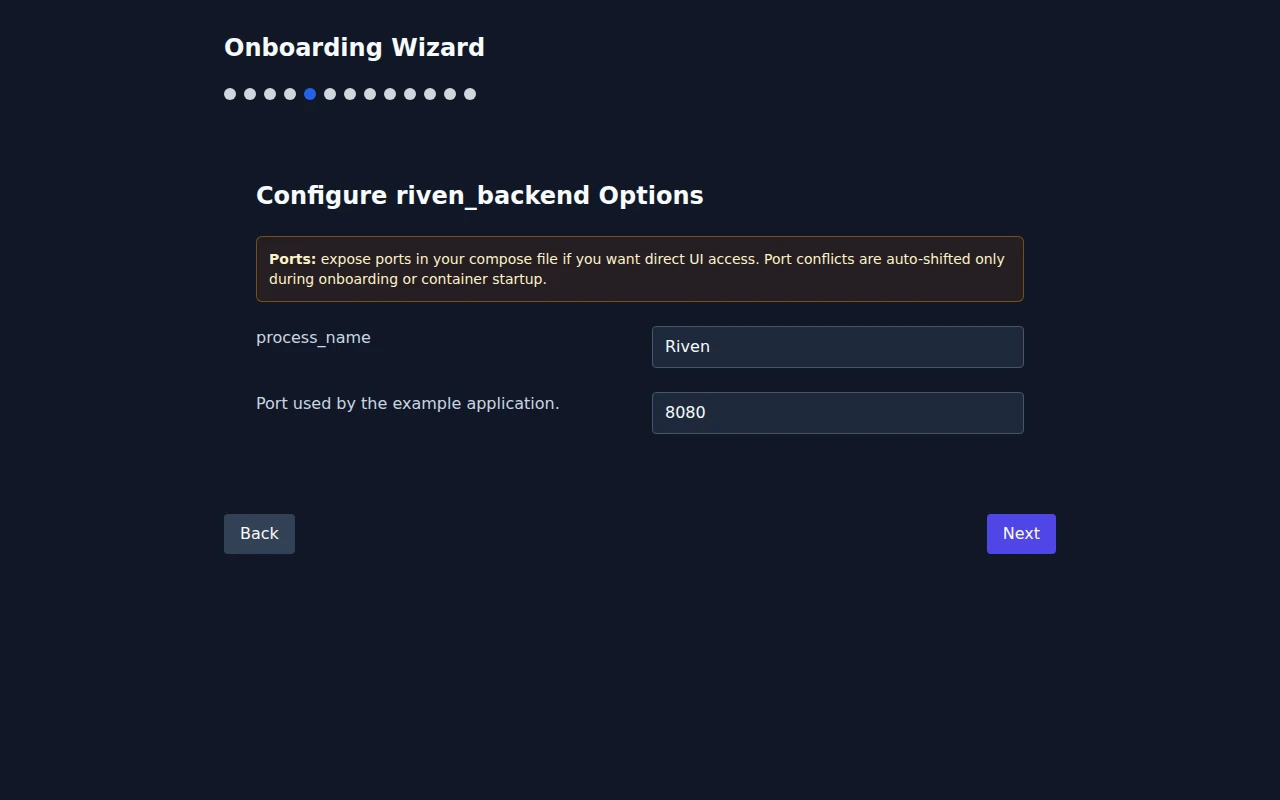 Onboarding Wizard
Configure riven_backend Options
Ports: expose ports in your compose file if you want direct UI access. Port conflicts are auto-shifted only
during onboarding or container startup.
process_name
Riven
Port used by the example application.
8080
Back
Next